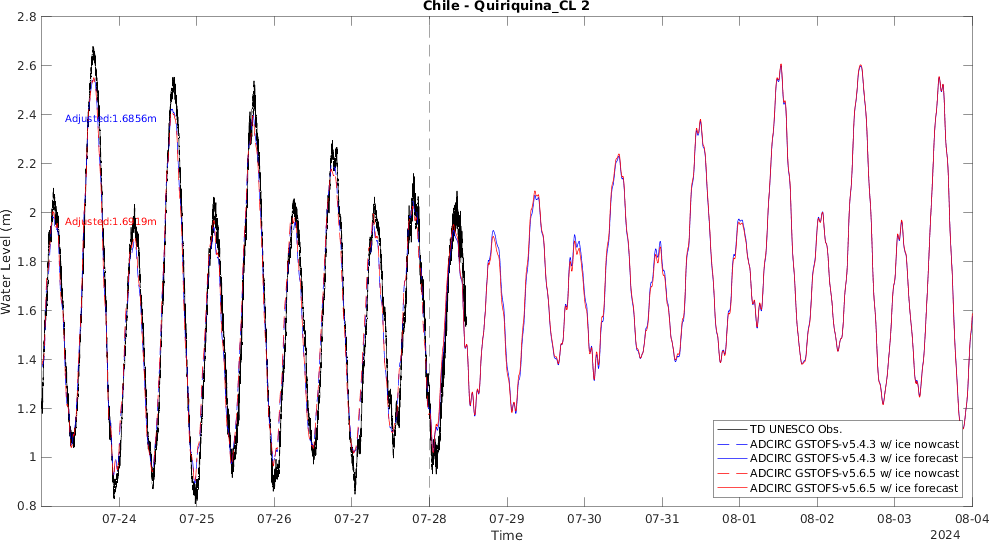 Chile - Quiriquina_CL 2
2.8
2.6
2.4
2.2
2
1.8
1.6
1.4
1.2
1
0.8
Water Level (m)
Adjusted:1.6856m
Adjusted:1.6919m
TD UNESCO Obs.
ADCIRC GSTOFS-v5.4.3 w/ ice nowcast
ADCIRC GSTOFS-v5.4.3 w/ ice forecast
ADCIRC GSTOFS-v5.6.5 w/ ice nowcast
ADCIRC GSTOFS-v5.6.5 w/ ice forecast
07-24 07-25 07-26 07-27 07-28 07-29 07-30 07-31 08-01 08-02 08-03 08-04
Time
2024